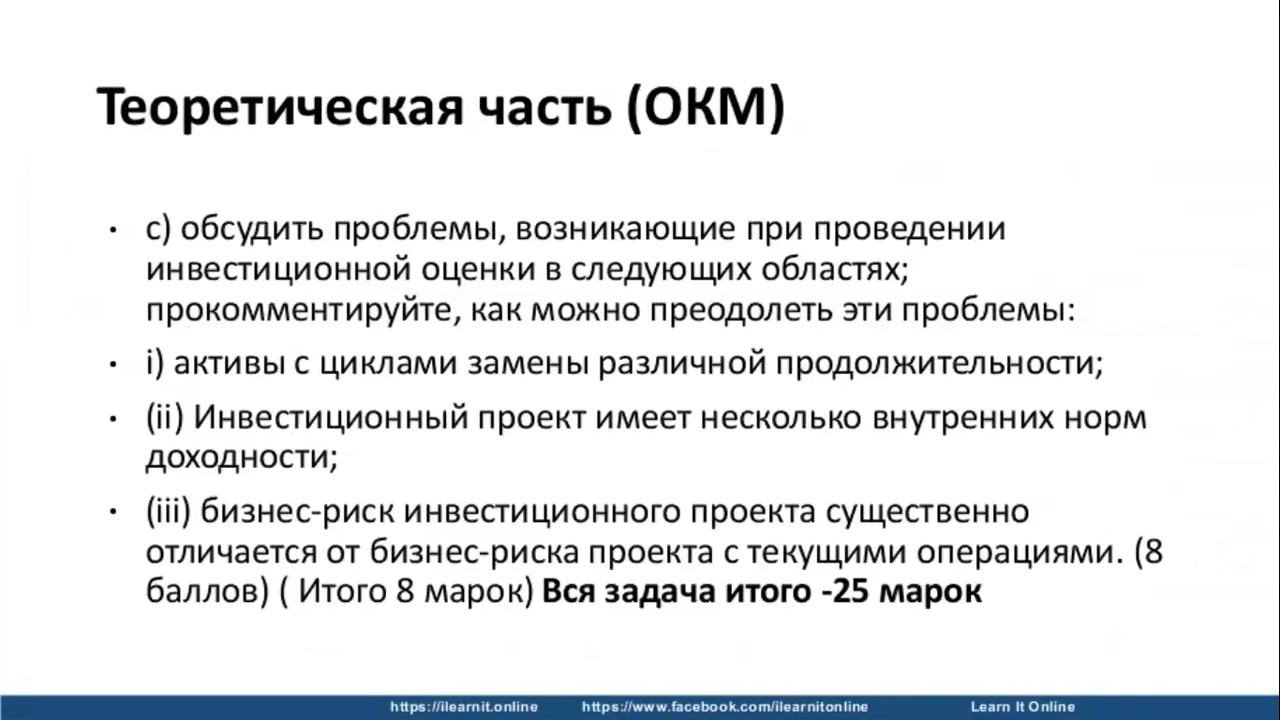 Теоретическая часть (ОКМ)
• с) обсудить проблемы, возникающие при проведении
инвестиционной оценки в следующих областях;
прокомментируйте, как можно преодолеть эти проблемы:
• i) активы с циклами замены различной продолжительности;
• (ii) Инвестиционный проект имеет несколько внутренних норм
доходности;
• (iii) бизнес-риск инвестиционного проекта существенно
отличается от бизнес-риска проекта с текущими операциями. (8
баллов) ( Итого 8 марок) Вся задача итого -25 марок
https://ilearnit.online https://www.facebook.com/ilearnitonline Learn It Online